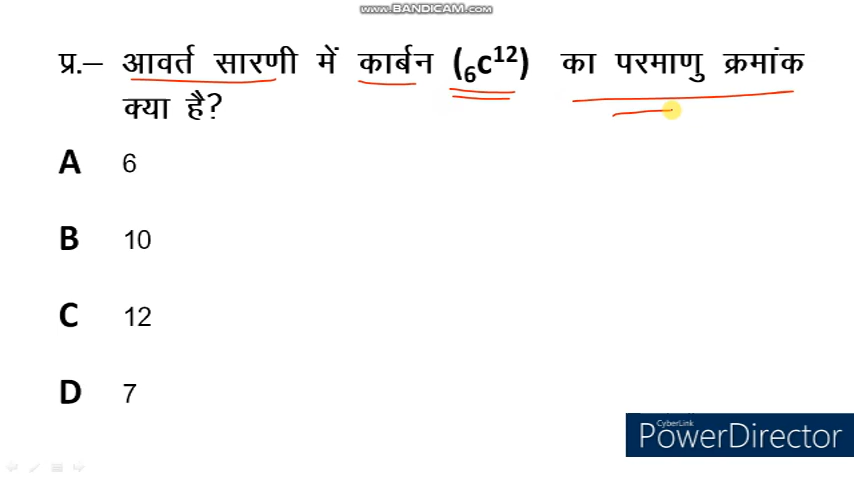 www.BANDICAM.com
प्र.– आवर्त सारणी में कार्बन (₆c¹²) का परमाणु क्रमांक
क्या है?
A 6
B 10
C 12
D 7
CyberLink
PowerDirector